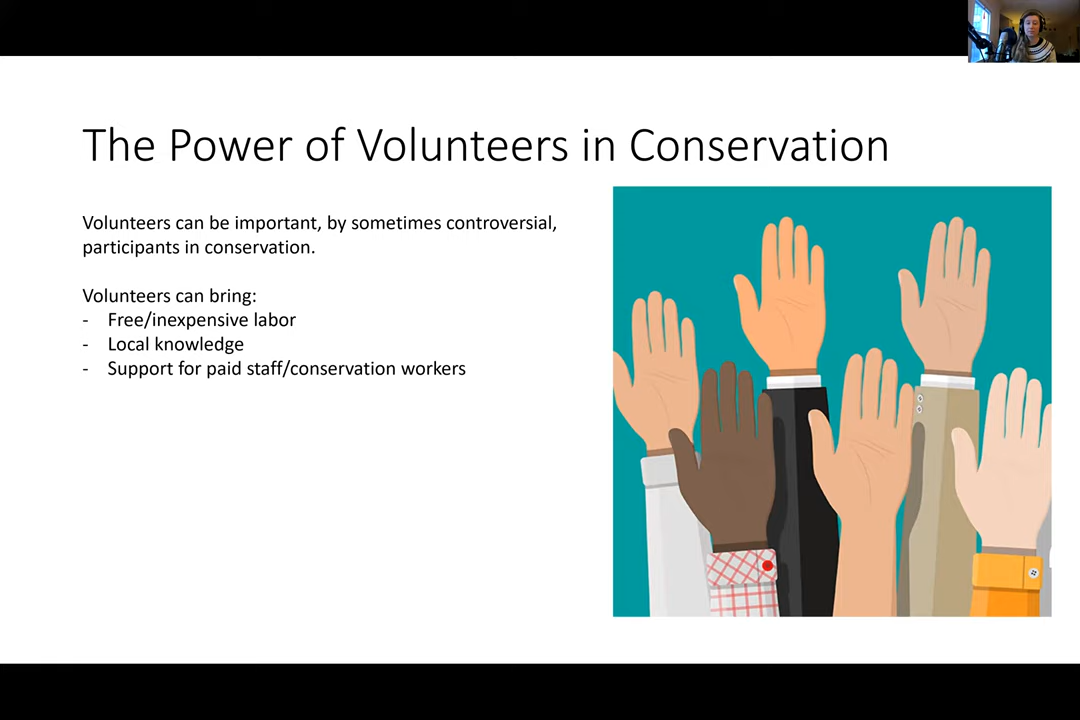 The Power of Volunteers in Conservation
Volunteers can be important, by sometimes controversial,
participants in conservation.
Volunteers can bring:
- Free/inexpensive labor
- Local knowledge
- Support for paid staff/conservation workers